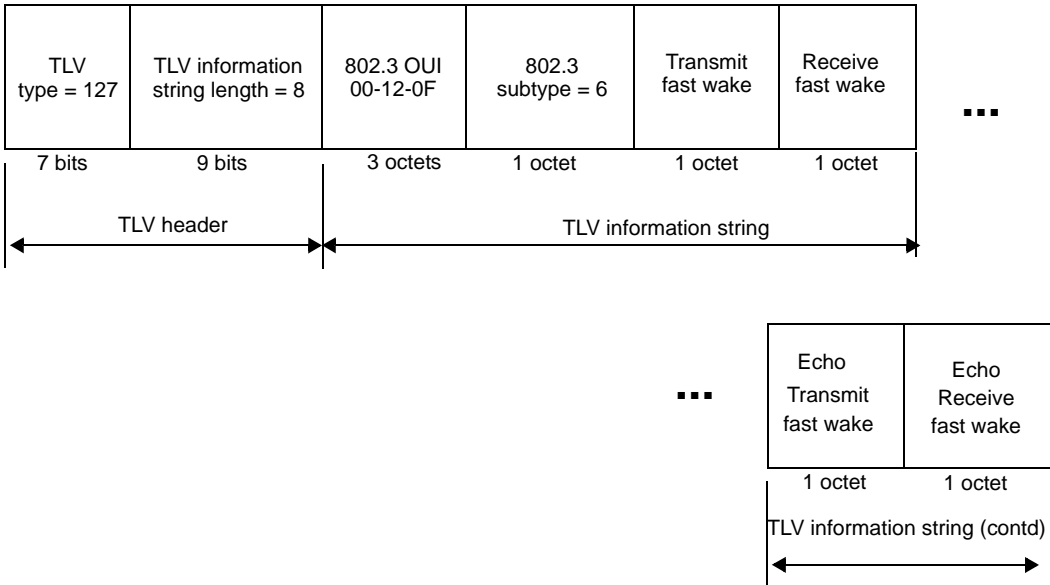 TLV
type = 127
TLV information
string length = 8
802.3 OUI
00-12-0F
802.3
subtype = 6
Transmit
fast wake
Receive
fast wake
...
7 bits
9 bits
3 octets
1 octet
1 octet
1 octet
TLV header
TLV information string
...
Echo
Transmit
fast wake
Echo
Receive
fast wake
1 octet
1 octet
TLV information string (contd)